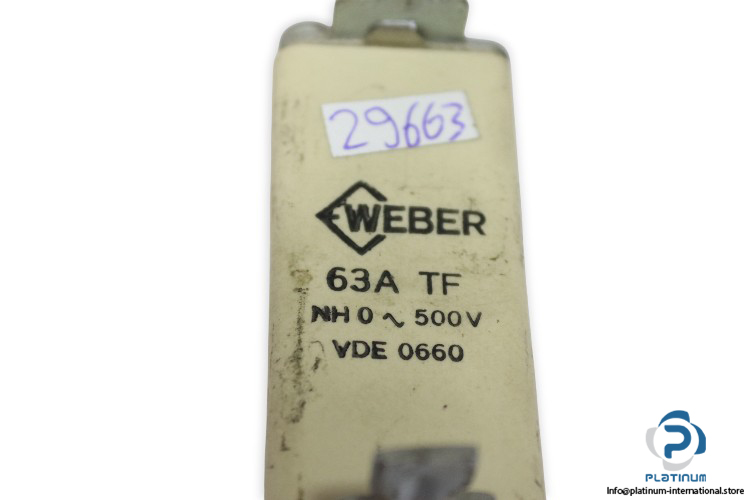 29663
WEBER
63A TF
NH 0 ∿ 500V
VDE 0660
PLATINUM
Info@platinum-international.store